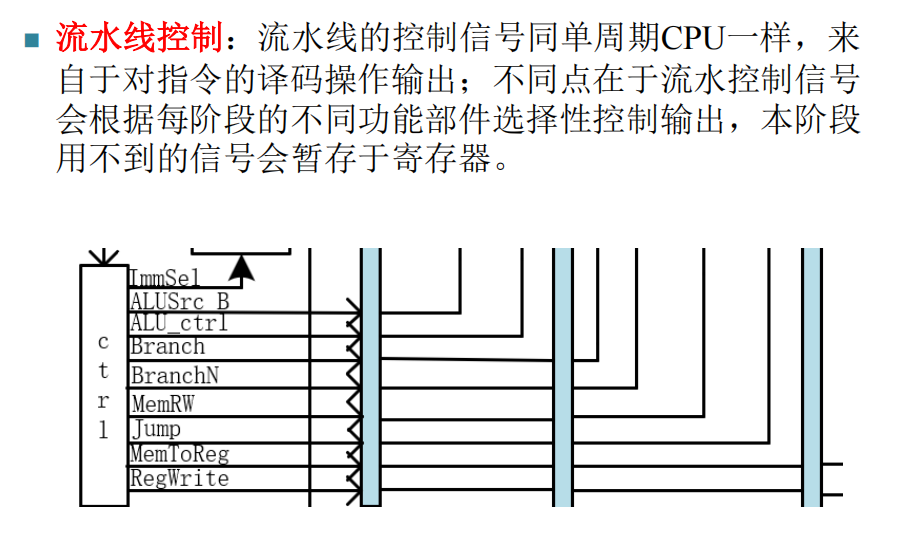 流水线控制：流水线的控制信号同单周期CPU一样，来
自于对指令的译码操作输出；不同点在于流水控制信号
会根据每阶段的不同功能部件选择性控制输出，本阶段
用不到的信号会暂存于寄存器。
ctrl
ImmSel
ALUSrc_B
ALU_ctrl
Branch
BranchN
MemRW
Jump
MemToReg
RegWrite